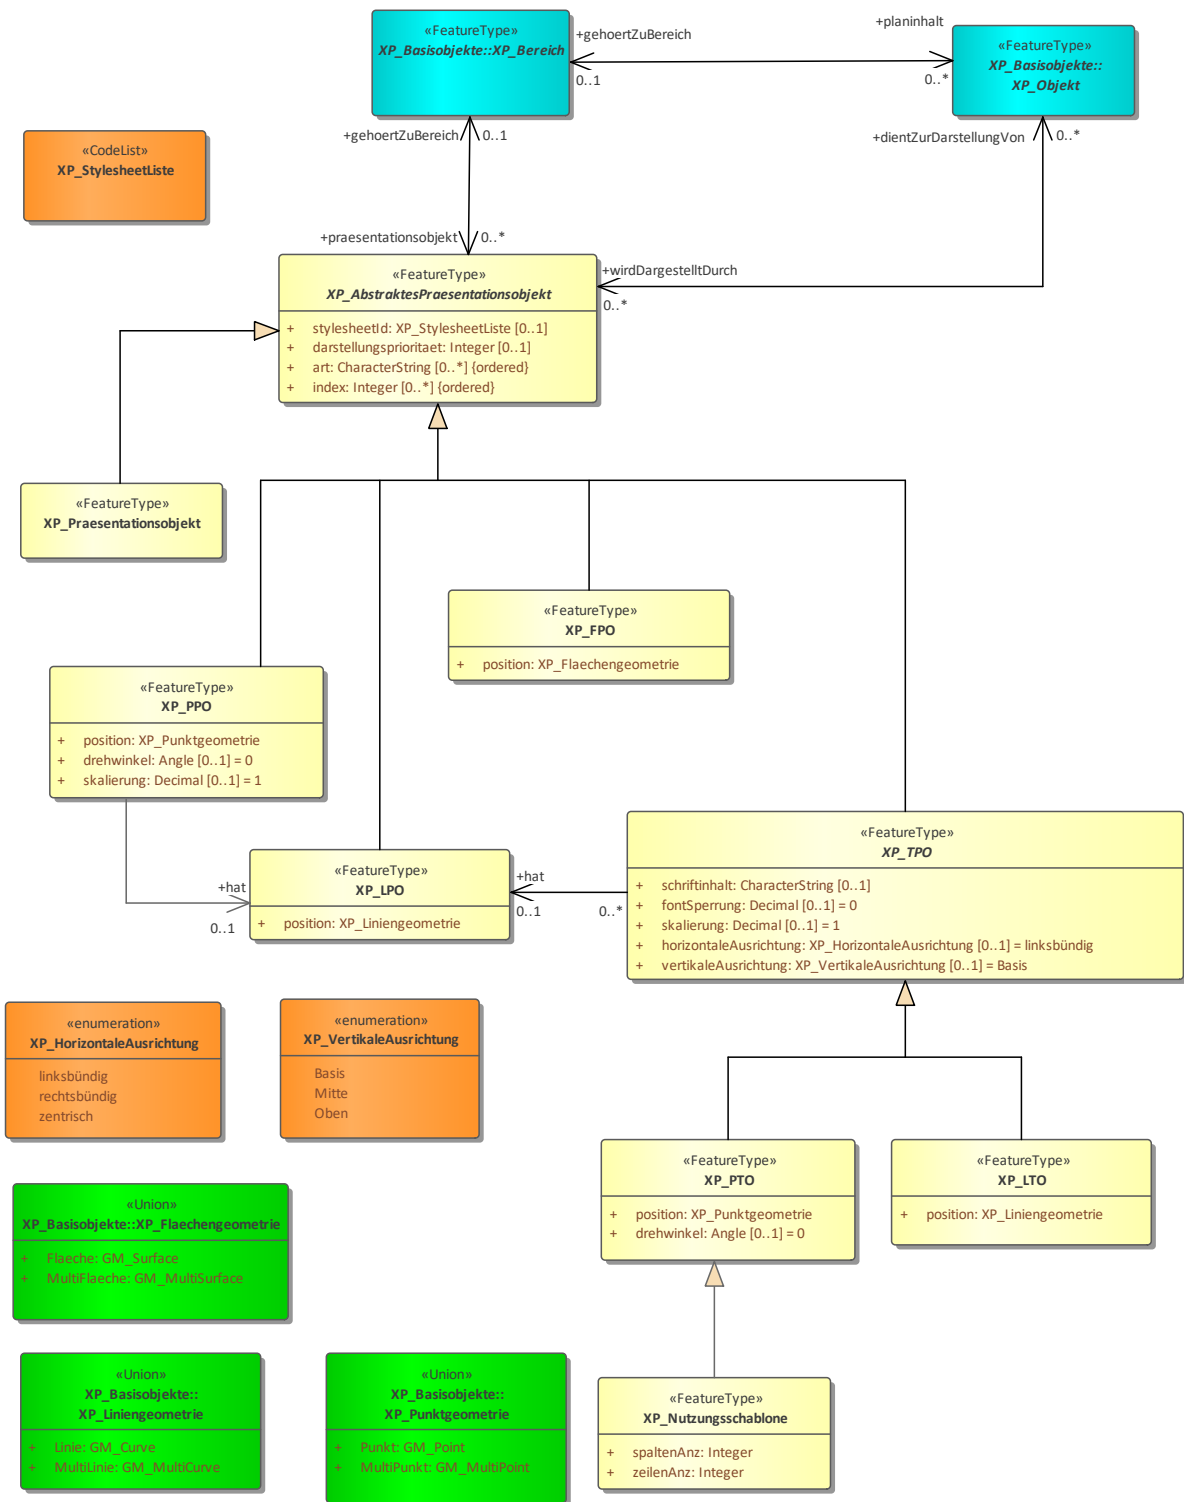 «FeatureType»
XP_Basisobjekte::XP_Bereich
+gehoertZuBereich
0..1
+planinhalt
0..*
«FeatureType»
XP_Basisobjekte::
XP_Objekt
+gehoertZuBereich
0..1
+dientZurDarstellungVon
0..*
«CodeList»
XP_StylesheetListe
+praesentationsobjekt
0..*
«FeatureType»
XP_AbstraktesPraesentationsobjekt
+ stylesheetId: XP_StylesheetListe [0..1]
+ darstellungsprioritaet: Integer [0..1]
+ art: CharacterString [0..*] {ordered}
+ index: Integer [0..*] {ordered}
+wirdDargestelltDurch
0..*
«FeatureType»
XP_Praesentationsobjekt
«FeatureType»
XP_FPO
+ position: XP_Flaechengeometrie
«FeatureType»
XP_PPO
+ position: XP_Punktgeometrie
+ drehwinkel: Angle [0..1] = 0
+ skalierung: Decimal [0..1] = 1
+hat
0..1
«FeatureType»
XP_LPO
+ position: XP_Liniengeometrie
+hat
0..1
0..*
«FeatureType»
XP_TPO
+ schriftinhalt: CharacterString [0..1]
+ fontSperrung: Decimal [0..1] = 0
+ skalierung: Decimal [0..1] = 1
+ horizontaleAusrichtung: XP_HorizontaleAusrichtung [0..1] = linksbündig
+ vertikaleAusrichtung: XP_VertikaleAusrichtung [0..1] = Basis
«enumeration»
XP_HorizontaleAusrichtung
linksbündig
rechtsbündig
zentrisch
«enumeration»
XP_VertikaleAusrichtung
Basis
Mitte
Oben
«FeatureType»
XP_PTO
+ position: XP_Punktgeometrie
+ drehwinkel: Angle [0..1] = 0
«FeatureType»
XP_LTO
+ position: XP_Liniengeometrie
«Union»
XP_Basisobjekte::XP_Flaechengeometrie
+ Flaeche: GM_Surface
+ MultiFlaeche: GM_MultiSurface
«Union»
XP_Basisobjekte::
XP_Liniengeometrie
+ Linie: GM_Curve
+ MultiLinie: GM_MultiCurve
«Union»
XP_Basisobjekte::
XP_Punktgeometrie
+ Punkt: GM_Point
+ MultiPunkt: GM_MultiPoint
«FeatureType»
XP_Nutzungsschablone
+ spaltenAnz: Integer
+ zeilenAnz: Integer